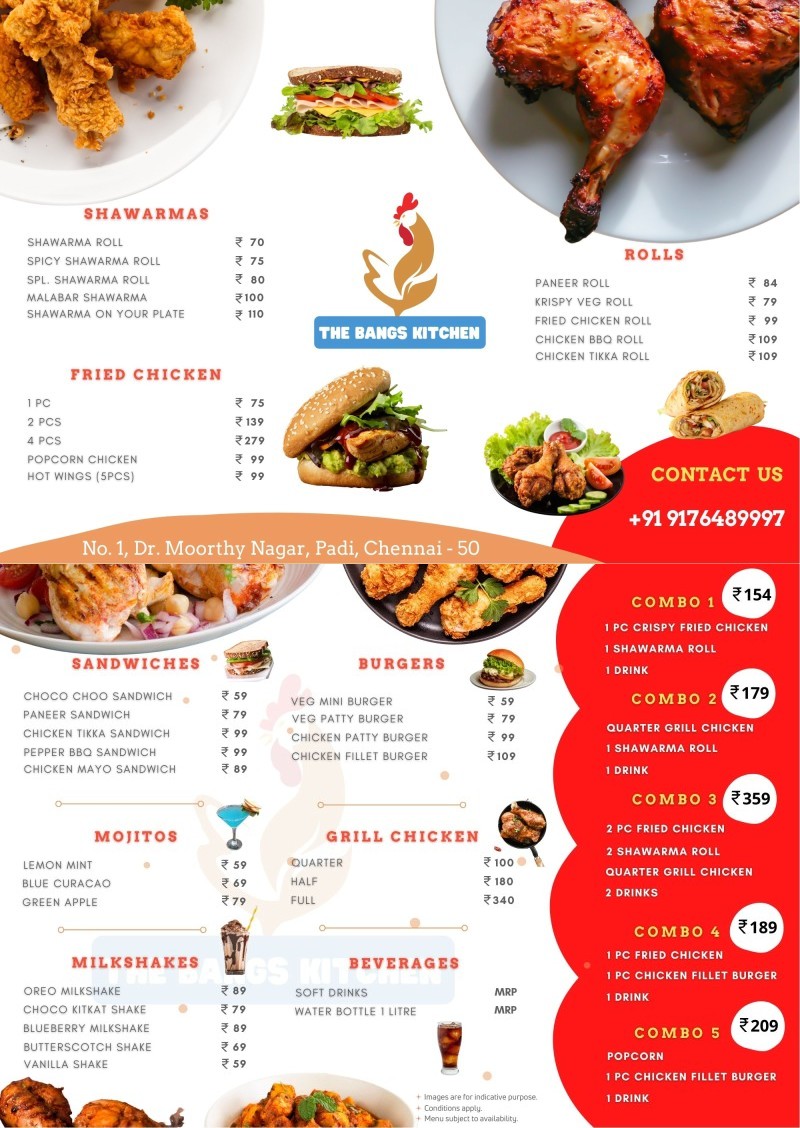 SHAWARMAS
SHAWARMA ROLL ₹ 70
SPICY SHAWARMA ROLL ₹ 75
SPL. SHAWARMA ROLL ₹ 80
MALABAR SHAWARMA ₹100
SHAWARMA ON YOUR PLATE ₹ 110
THE BANGS KITCHEN
ROLLS
PANEER ROLL ₹ 84
KRISPY VEG ROLL ₹ 79
FRIED CHICKEN ROLL ₹ 99
CHICKEN BBQ ROLL ₹109
CHICKEN TIKKA ROLL ₹109
FRIED CHICKEN
1 PC ₹ 75
2 PCS ₹139
4 PCS ₹279
POPCORN CHICKEN ₹ 99
HOT WINGS (5PCS) ₹ 99
CONTACT US
+91 9176489997
No. 1, Dr. Moorthy Nagar, Padi, Chennai - 50
SANDWICHES
CHOCO CHOO SANDWICH ₹ 59
PANEER SANDWICH ₹ 79
CHICKEN TIKKA SANDWICH ₹ 99
PEPPER BBQ SANDWICH ₹ 99
CHICKEN MAYO SANDWICH ₹ 89
BURGERS
VEG MINI BURGER ₹ 59
VEG PATTY BURGER ₹ 79
CHICKEN PATTY BURGER ₹ 99
CHICKEN FILLET BURGER ₹109
MOJITOS
LEMON MINT ₹ 59
BLUE CURACAO ₹ 69
GREEN APPLE ₹ 79
GRILL CHICKEN
QUARTER ₹ 100
HALF ₹ 180
FULL ₹340
MILKSHAKES
OREO MILKSHAKE ₹ 89
CHOCO KITKAT SHAKE ₹ 79
BLUEBERRY MILKSHAKE ₹ 89
BUTTERSCOTCH SHAKE ₹ 69
VANILLA SHAKE ₹ 59
BEVERAGES
SOFT DRINKS MRP
WATER BOTTLE 1 LITRE MRP
THE BANGS KITCHEN
+ Images are for indicative purpose.
+ Conditions apply.
+ Menu subject to availability.
COMBO 1 ₹154
1 PC CRISPY FRIED CHICKEN
1 SHAWARMA ROLL
1 DRINK
COMBO 2 ₹179
QUARTER GRILL CHICKEN
1 SHAWARMA ROLL
1 DRINK
COMBO 3 ₹359
2 PC FRIED CHICKEN
2 SHAWARMA ROLL
QUARTER GRILL CHICKEN
2 DRINKS
COMBO 4 ₹189
1 PC FRIED CHICKEN
1 PC CHICKEN FILLET BURGER
1 DRINK
COMBO 5 ₹209
POPCORN
1 PC CHICKEN FILLET BURGER
1 DRINK